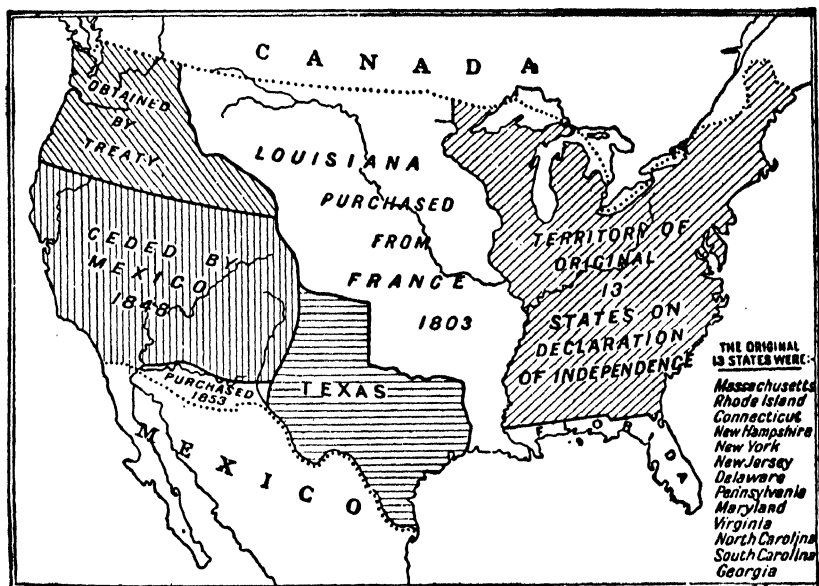 CANADA
OBTAINED
BY
TREATY.
LOUISIANA
PURCHASED
FROM
FRANCE
1803
CEDED BY
MEXICO
1848
TERRITORY OF
ORIGINAL
13
STATES ON
DECLARATION
OF INDEPENDENCE
TEXAS
PURCHASED
1853
MEXICO
FLORIDA
THE ORIGINAL
13 STATES WERE:-
Massachusetts
Rhode Island
Connecticut
New Hampshire
New York
New Jersey
Delaware
Pennsylvania
Maryland
Virginia
North Carolina
South Carolina
Georgia